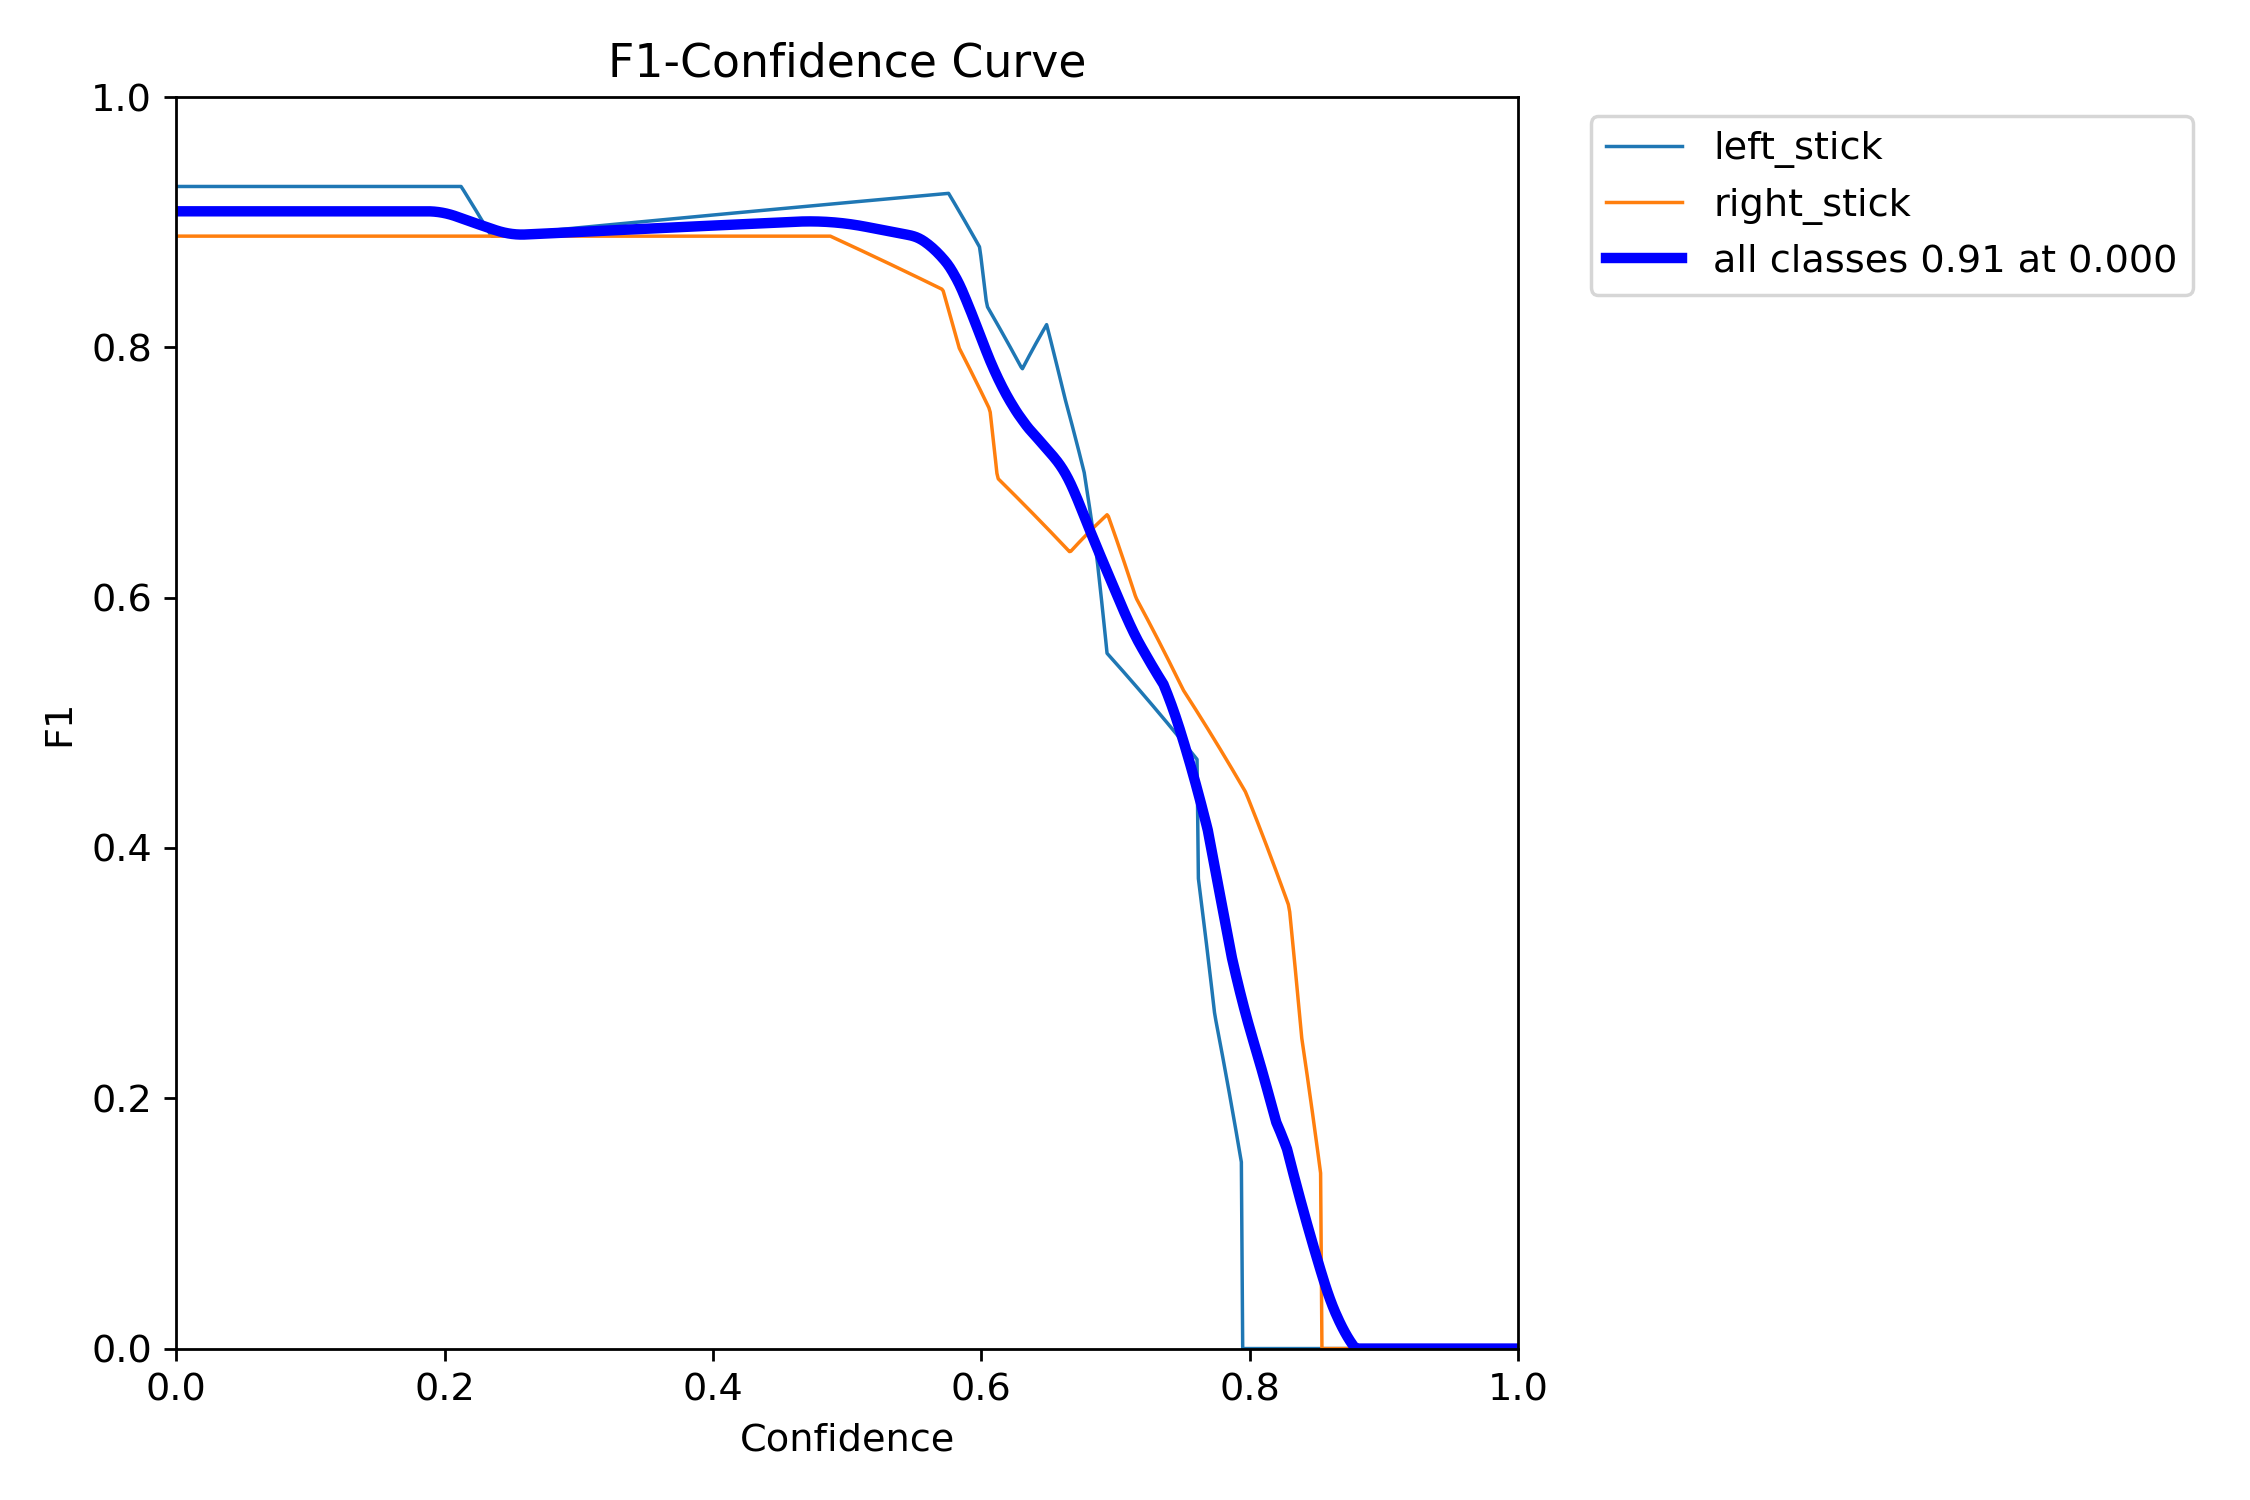 F1-Confidence Curve
1.0
0.8
0.6
0.4
0.2
0.0
F1
0.0 0.2 0.4 0.6 0.8 1.0
Confidence
left_stick
right_stick
all classes 0.91 at 0.000